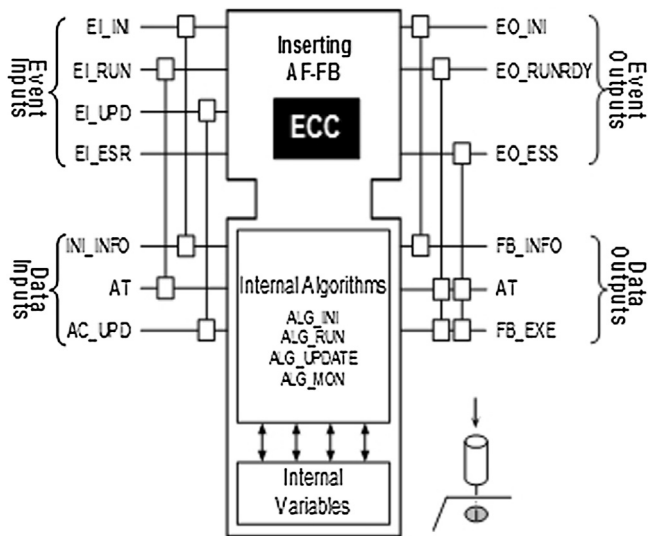 Event
Inputs
EI_INI
EI_RUN
EI_UPD
EI_ESR
Inserting
AF-FB
ECC
EO_INI
EO_RUNRDY
EO_ESS
Event
Outputs
Data
Inputs
INI_INFO
AT
AC_UPD
Internal Algorithms
ALG_INI
ALG_RUN
ALG_UPDATE
ALG_MON
Internal
Variables
FB_INFO
AT
FB_EXE
Data
Outputs